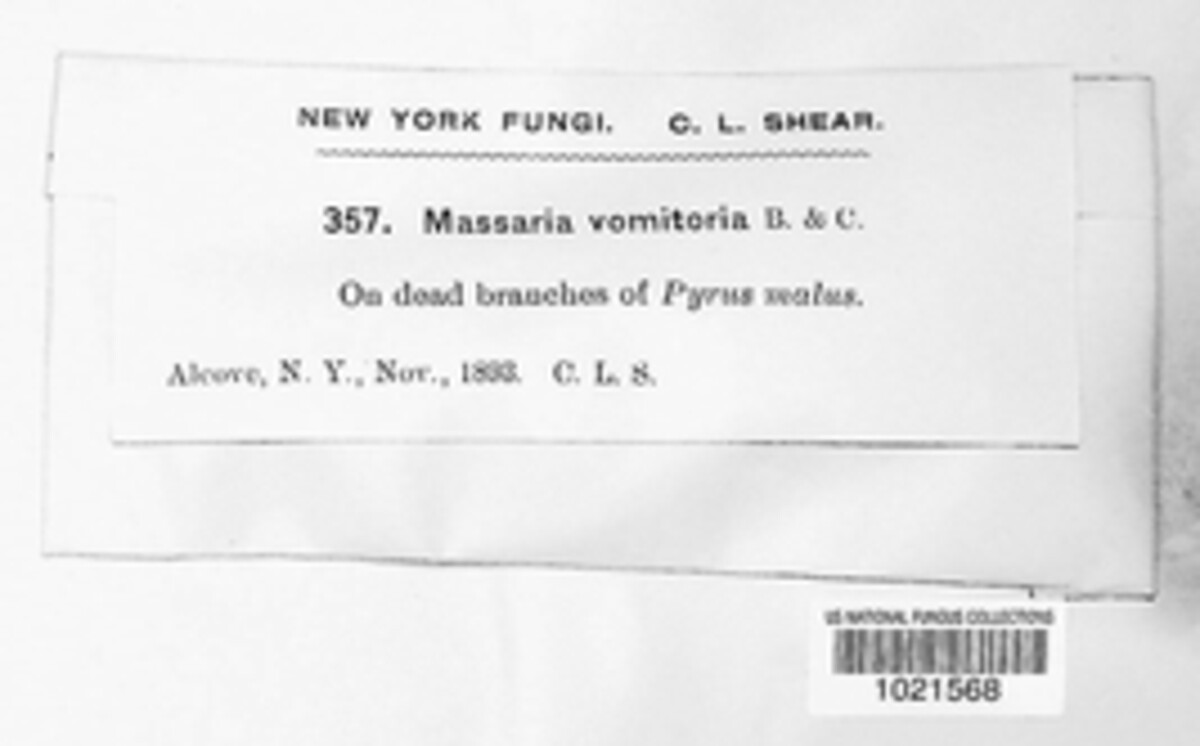 NEW YORK FUNGI. C. L. SHEAR.
357. Massaria vomitoria B. & C.
On dead branches of Pyrus malus.
Alcove, N. Y., Nov., 1893. C. L. S.
US NATIONAL FUNGUS COLLECTIONS
1021568